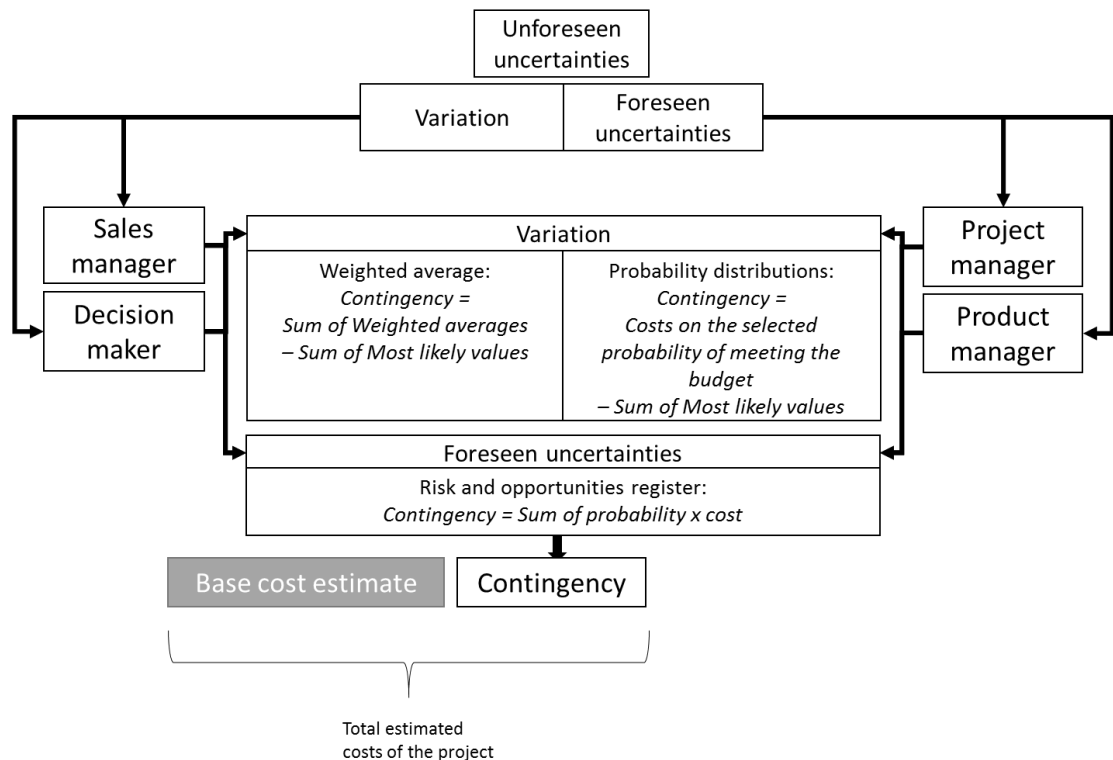 Unforeseen
uncertainties
Variation
Foreseen
uncertainties
Sales
manager
Decision
maker
Variation
Weighted average:
Contingency =
Sum of Weighted averages
– Sum of Most likely values
Probability distributions:
Contingency =
Costs on the selected
probability of meeting the
budget
– Sum of Most likely values
Project
manager
Product
manager
Foreseen uncertainties
Risk and opportunities register:
Contingency = Sum of probability x cost
Base cost estimate
Contingency
Total estimated
costs of the project